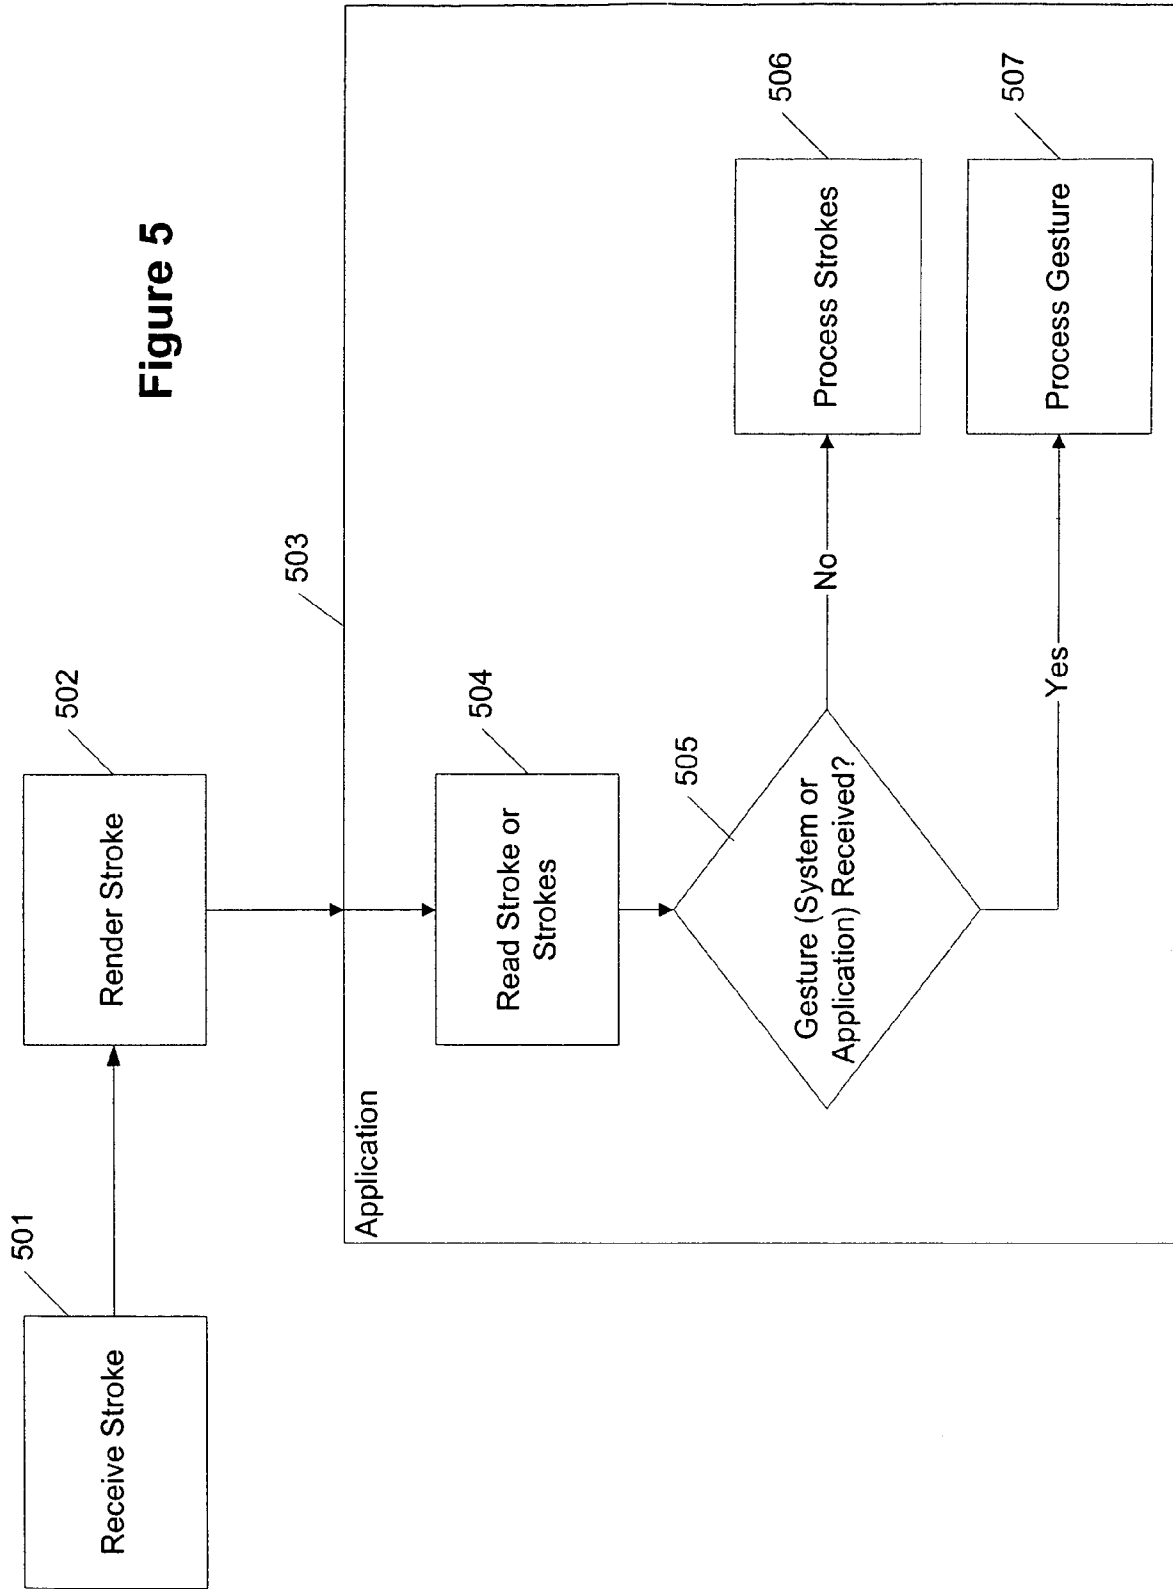 Figure 5
501
Receive Stroke
502
Render Stroke
503
Application
504
Read Stroke or
Strokes
505
Gesture (System or
Application) Received?
No
506
Process Strokes
Yes
507
Process Gesture